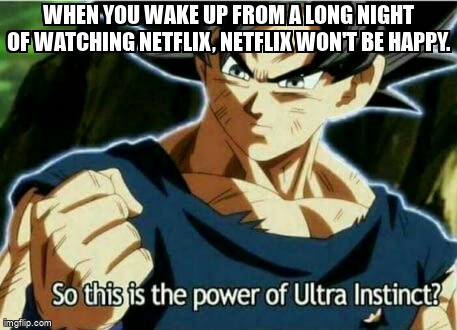 WHEN YOU WAKE UP FROM A LONG NIGHT
OF WATCHING NETFLIX, NETFLIX WON'T BE HAPPY.
So this is the power of Ultra Instinct?
imgflip.com